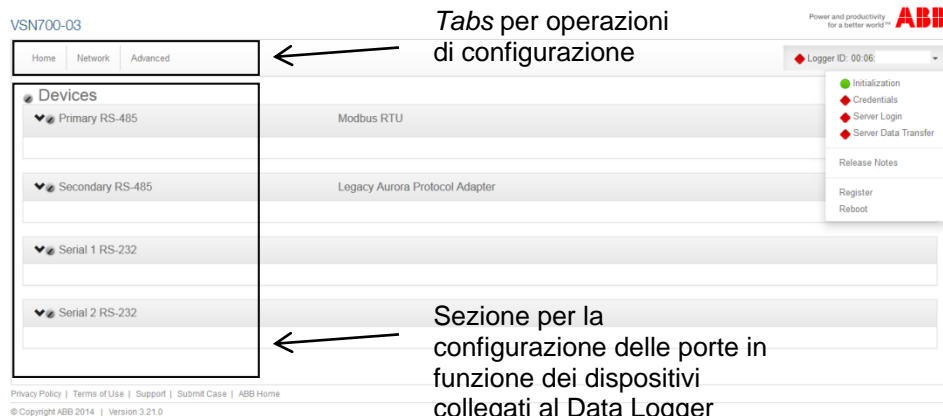 VSN700-03
Tabs per operazioni
di configurazione
Power and productivity
for a better world™
ABB
Home Network Advanced
Logger ID: 00:06:
Initialization
Credentials
Server Login
Server Data Transfer
Release Notes
Register
Reboot
Devices
Primary RS-485 Modbus RTU
Secondary RS-485 Legacy Aurora Protocol Adapter
Serial 1 RS-232
Serial 2 RS-232
Sezione per la
configurazione delle porte in
funzione dei dispositivi
collegati al Data Logger
Privacy Policy | Terms of Use | Support | Submit Case | ABB Home
© Copyright ABB 2014 | Version 3.21.0